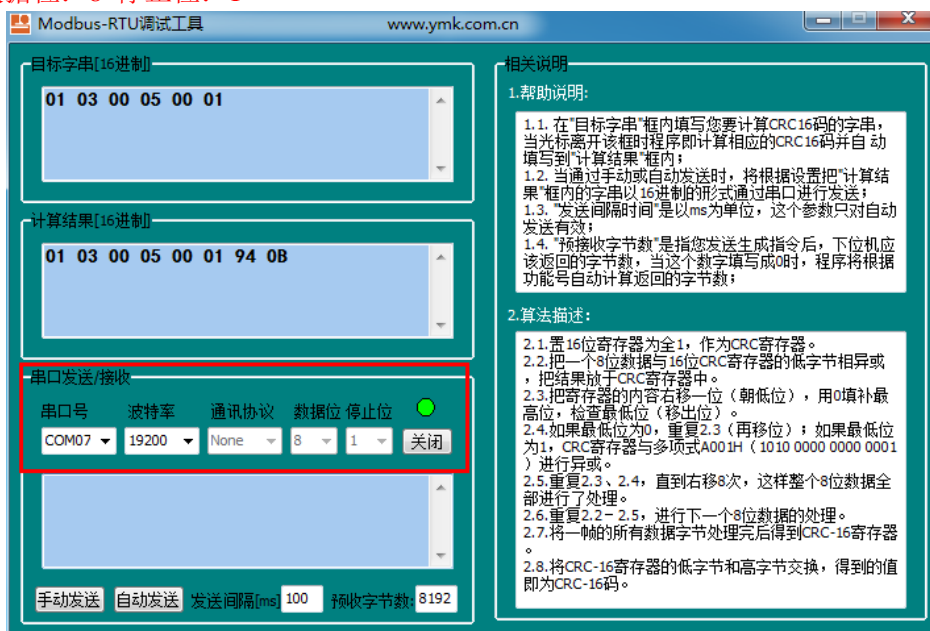 Modbus-RTU调试工具 www.ymk.com.cn
目标字串[16进制]
01 03 00 05 00 01
计算结果[16进制]
01 03 00 05 00 01 94 0B
串口发送/接收
串口号 波特率 通讯协议 数据位 停止位
COM07 19200 None 8 1 关闭
手动发送 自动发送 发送间隔[ms] 100 预收字节数: 8192
相关说明
1.帮助说明:
1.1. 在"目标字串"框内填写您要计算CRC16码的字串,
当光标离开该框时程序即计算相应的CRC16码并自 动
填写到"计算结果"框内;
1.2. 当通过手动或自动发送时，将根据设置把"计算结
果"框内的字串以16进制的形式通过串口进行发送;
1.3. "发送间隔时间"是以ms为单位，这个参数只对自动
发送有效;
1.4. "预接收字节数"是指您发送生成指令后，下位机应
该返回的字节数，当这个数字填写成0时，程序将根据
功能号自动计算返回的字节数;
2.算法描述:
2.1.置16位寄存器为全1，作为CRC寄存器。
2.2.把一个8位数据与16位CRC寄存器的低字节相异或
，把结果放于CRC寄存器中。
2.3.把寄存器的内容右移一位（朝低位），用0填补最
高位，检查最低位（移出位）。
2.4.如果最低位为0，重复2.3（再移位）；如果最低位
为1，CRC寄存器与多项式A001H（1010 0000 0000 0001
）进行异或。
2.5.重复2.3、2.4，直到右移8次，这样整个8位数据全
部进行了处理。
2.6.重复2.2－2.5，进行下一个8位数据的处理。
2.7.将一帧的所有数据字节处理完后得到CRC-16寄存器
。
2.8.将CRC-16寄存器的低字节和高字节交换，得到的值
即为CRC-16码。